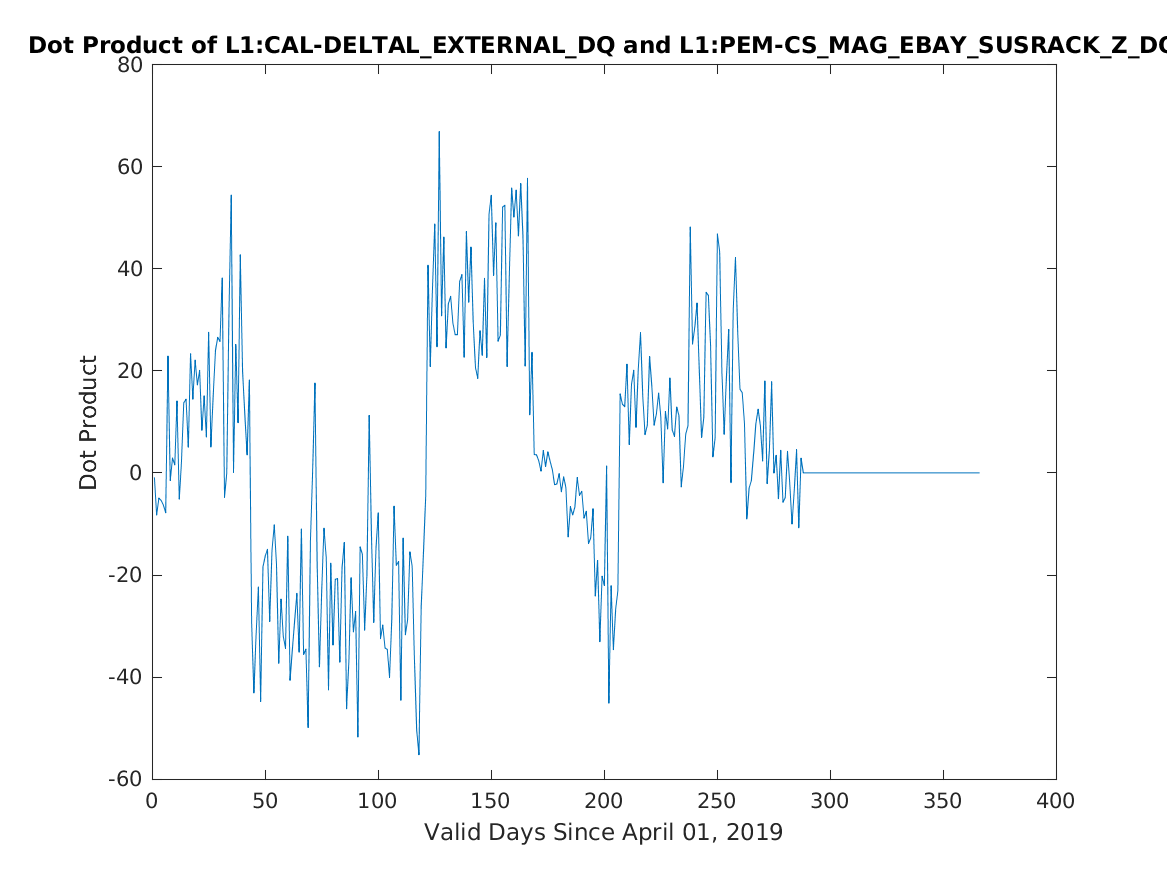 Dot Product of L1:CAL-DELTAL_EXTERNAL_DQ and L1:PEM-CS_MAG_EBAY_SUSRACK_Z_DQ
80
60
40
20
0
-20
-40
-60
Dot Product
0 50 100 150 200 250 300 350 400
Valid Days Since April 01, 2019